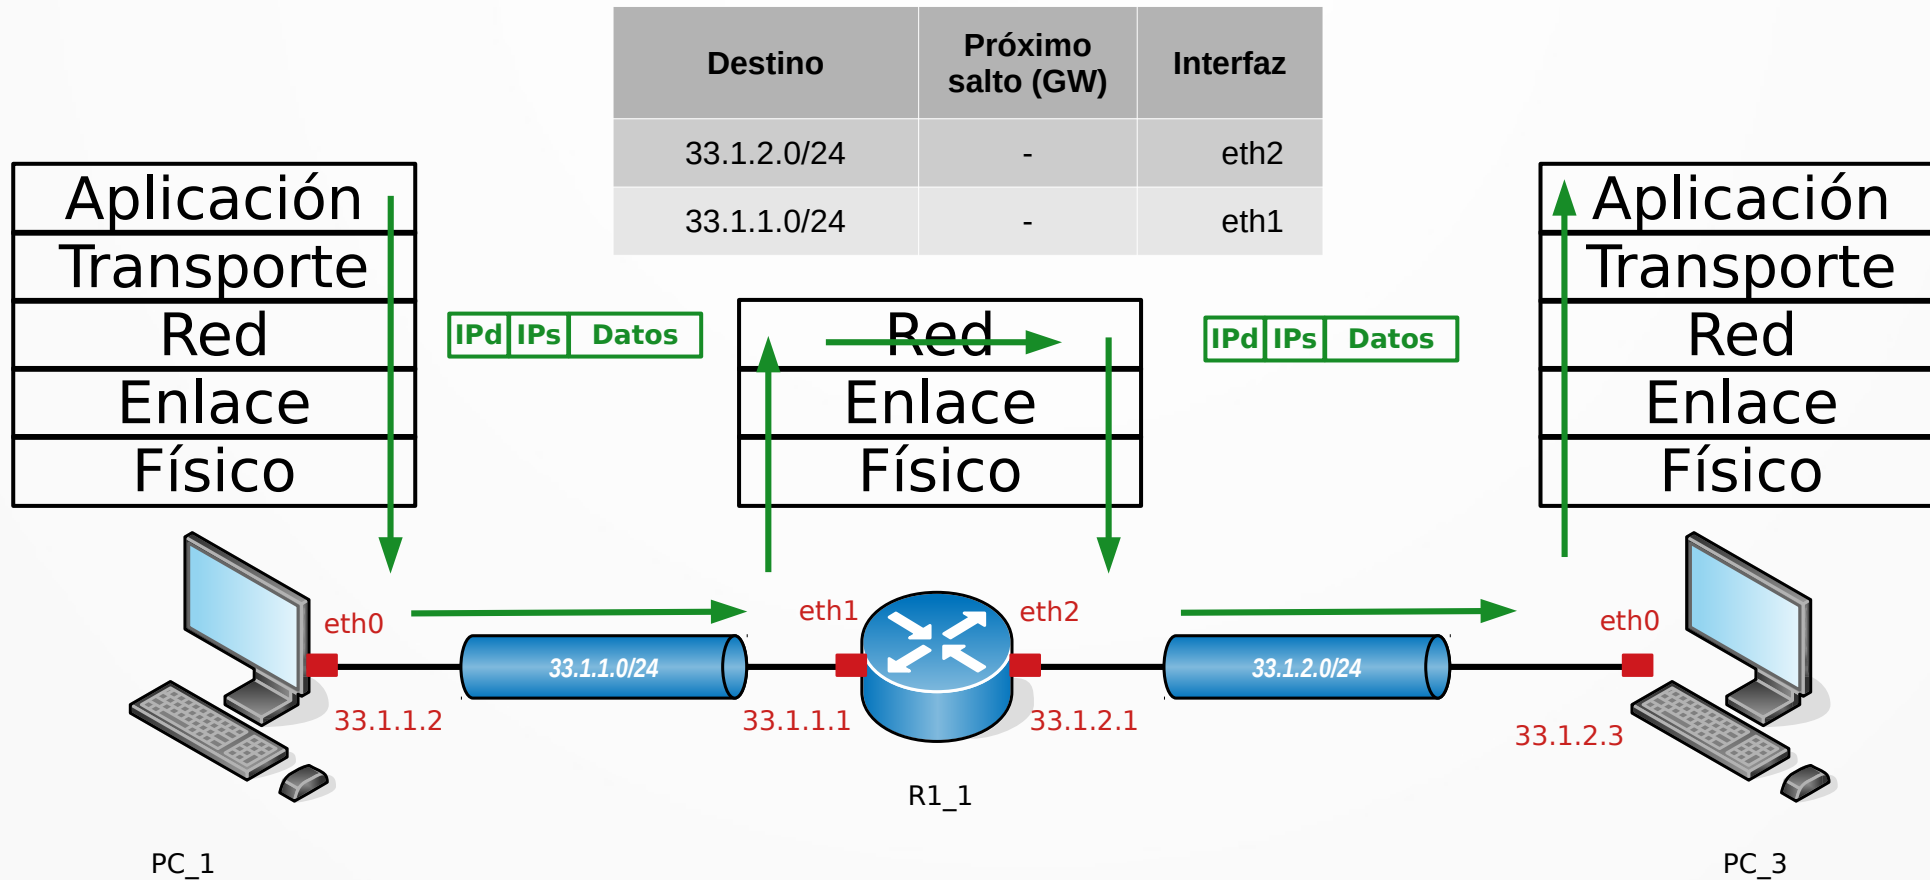 Destino Próximo salto (GW) Interfaz
33.1.2.0/24 - eth2
33.1.1.0/24 - eth1
Aplicación
Transporte
Red
Enlace
Físico
IPd IPs Datos
Red
Enlace
Físico
IPd IPs Datos
Aplicación
Transporte
Red
Enlace
Físico
eth0
33.1.1.0/24
eth1
eth2
33.1.2.0/24
eth0
33.1.1.2
33.1.1.1
33.1.2.1
33.1.2.3
R1_1
PC_1
PC_3